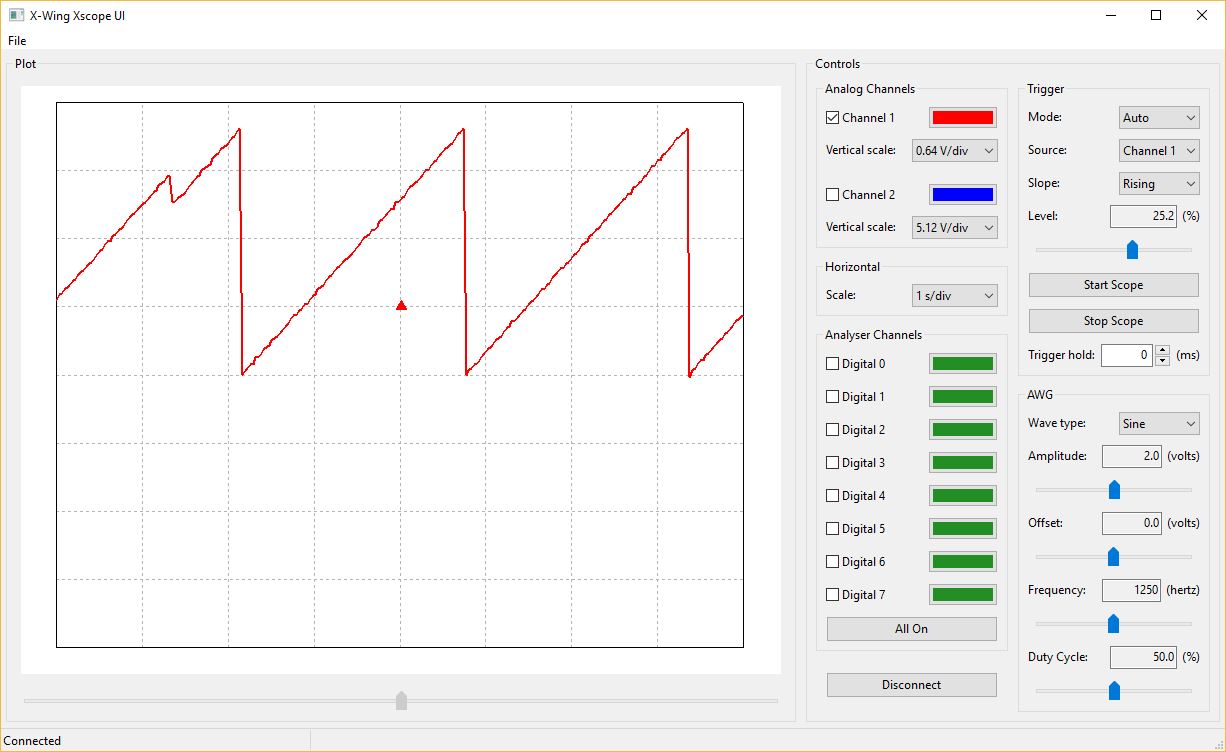 X-Wing Xscope UI
File
Plot
Controls
Analog Channels
Channel 1
Vertical scale: 0.64 V/div
Channel 2
Vertical scale: 5.12 V/div
Horizontal
Scale: 1 s/div
Analyser Channels
Digital 0
Digital 1
Digital 2
Digital 3
Digital 4
Digital 5
Digital 6
Digital 7
All On
Disconnect
Trigger
Mode: Auto
Source: Channel 1
Slope: Rising
Level: 25.2 (%)
Start Scope
Stop Scope
Trigger hold: 0 (ms)
AWG
Wave type: Sine
Amplitude: 2.0 (volts)
Offset: 0.0 (volts)
Frequency: 1250 (hertz)
Duty Cycle: 50.0 (%)
Connected